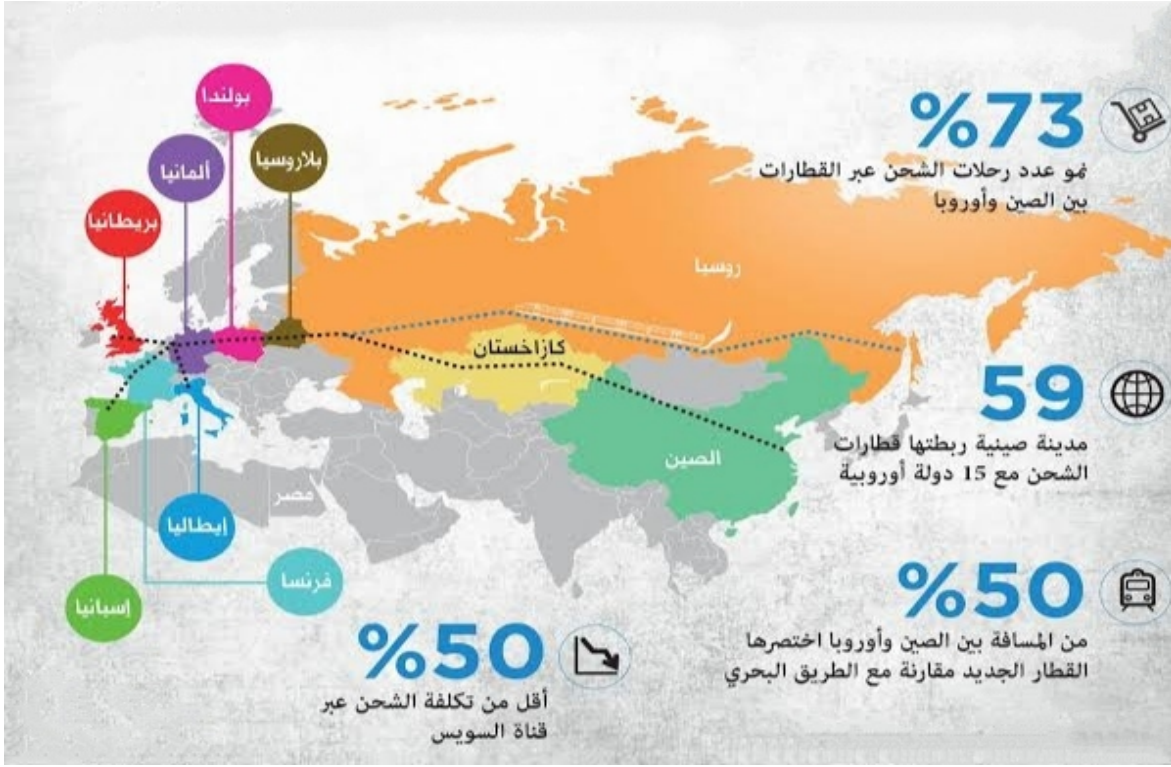 بولندا
ألمانيا
بلاروسيا
بريطانيا
روسيا
كازاخستان
الصين
مصر
إيطاليا
فرنسا
إسبانيا
%73
نمو عدد رحلات الشحن عبر القطارات
بين الصين وأوروبا
59
مدينة صينية ربطتها قطارات
الشحن مع 15 دولة أوروبية
%50
من المسافة بين الصين وأوروبا اختصرها
القطار الجديد مقارنة مع الطريق البحري
%50
أقل من تكلفة الشحن عبر
قناة السويس